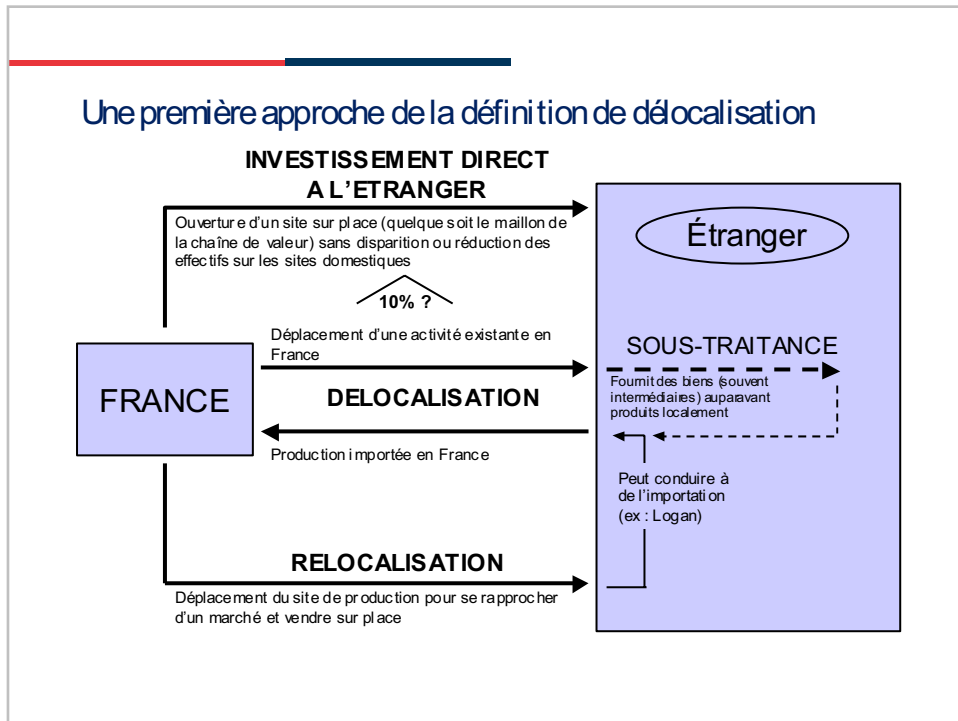 Une première approche de la définition de délocalisation
INVESTISSEMENT DIRECT
A L'ETRANGER
Ouverture d'un site sur place (quelque soit le maillon de
la chaîne de valeur) sans disparition ou réduction des
effectifs sur les sites domestiques
10% ?
Déplacement d'une activité existante en
France
FRANCE
DELOCALISATION
Production importée en France
RELOCALISATION
Déplacement du site de production pour se rapprocher
d'un marché et vendre sur place
Étranger
SOUS-TRAITANCE
Fournit des biens (souvent
intermédiaires) auparavant
produits localement
Peut conduire à
de l'importation
(ex : Logan)